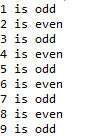 1 is odd
2 is even
3 is odd
4 is even
5 is odd
6 is even
7 is odd
8 is even
9 is odd